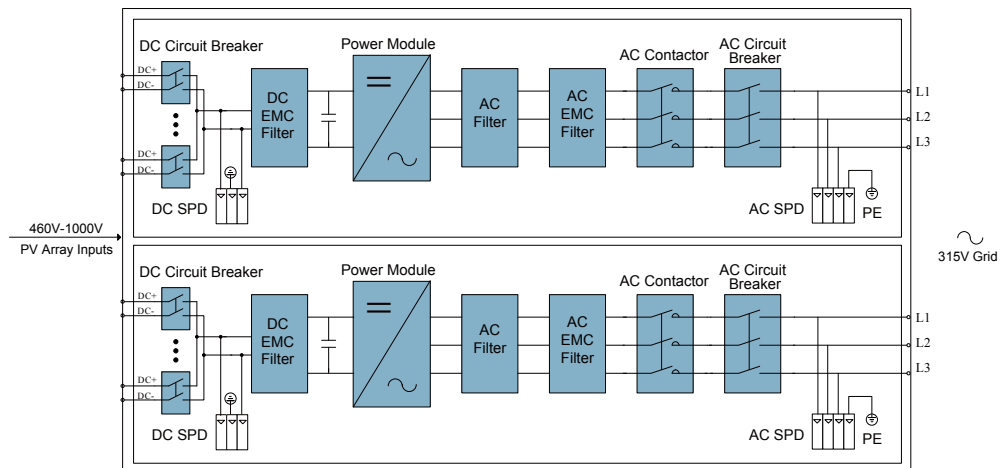 DC Circuit Breaker
Power Module
AC Contactor
AC Circuit
Breaker
DC+
DC-
DC
EMC
Filter
AC
Filter
AC
EMC
Filter
L1
L2
L3
DC+
DC-
DC SPD
AC SPD
PE
460V-1000V
PV Array Inputs
315V Grid
DC Circuit Breaker
Power Module
AC Contactor
AC Circuit
Breaker
DC+
DC-
DC
EMC
Filter
AC
Filter
AC
EMC
Filter
L1
L2
L3
DC+
DC-
DC SPD
AC SPD
PE